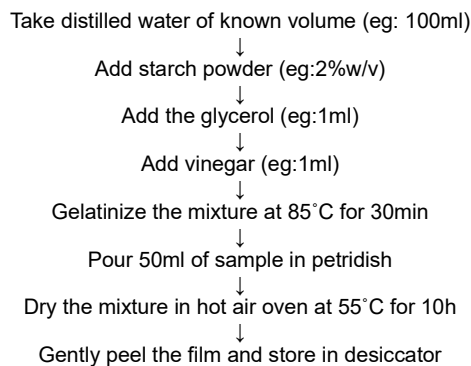 Take distilled water of known volume (eg: 100ml)
↓
Add starch powder (eg:2%w/v)
↓
Add the glycerol (eg:1ml)
↓
Add vinegar (eg:1ml)
↓
Gelatinize the mixture at 85˚C for 30min
↓
Pour 50ml of sample in petridish
↓
Dry the mixture in hot air oven at 55˚C for 10h
↓
Gently peel the film and store in desiccator